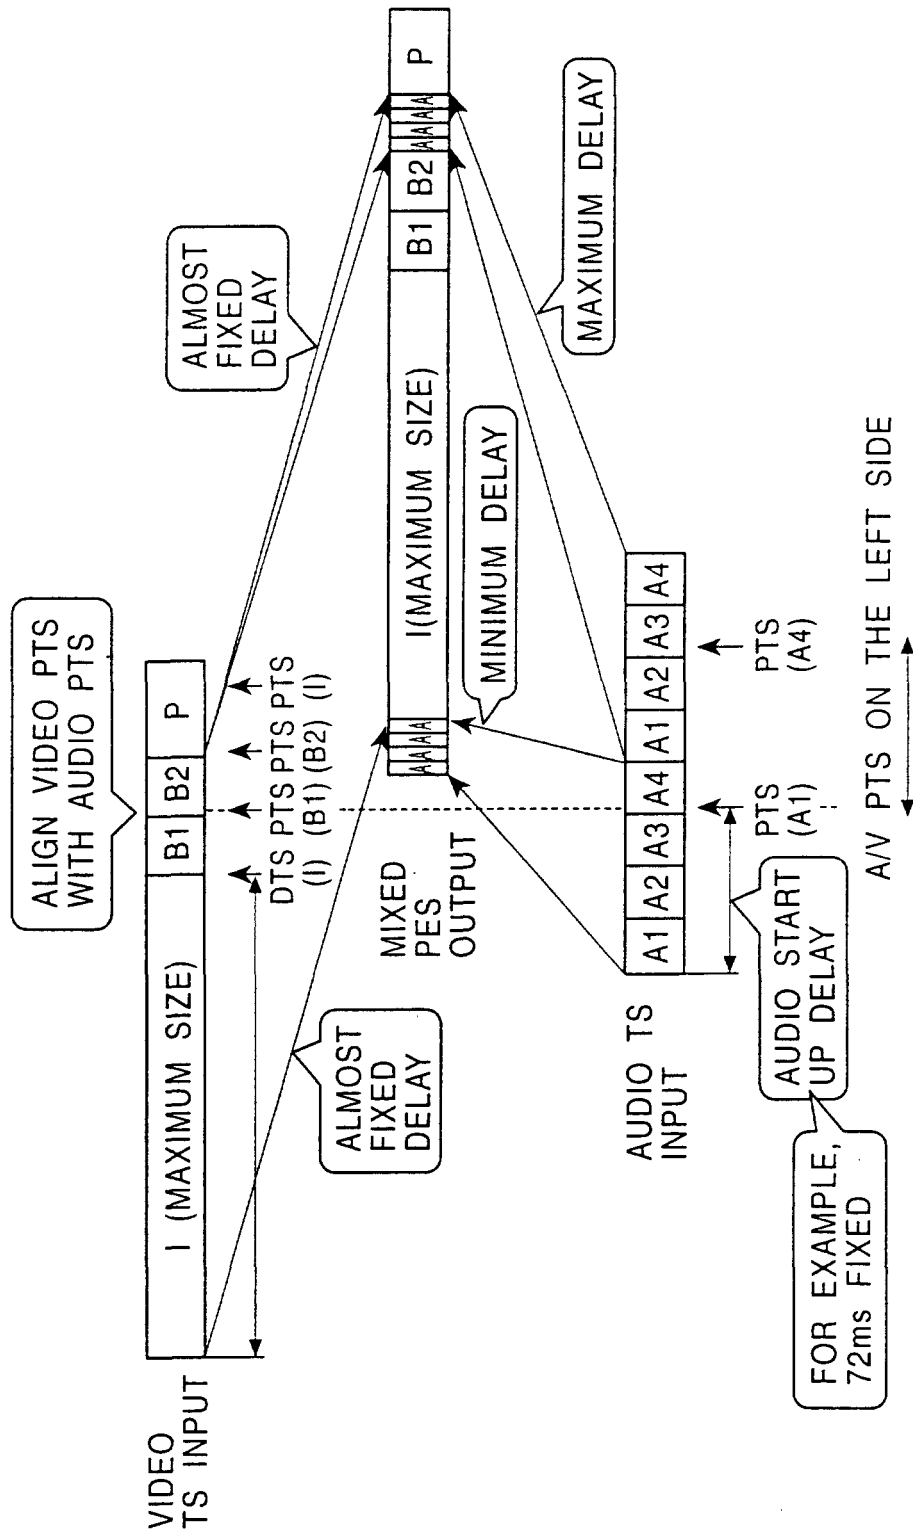 ALIGN VIDEO PTS
WITH AUDIO PTS
VIDEO
TS INPUT
I (MAXIMUM SIZE)
B1
B2
P
DTS PTS PTS PTS
(I) (B1) (B2) (I)
ALMOST
FIXED
DELAY
ALMOST
FIXED
DELAY
MIXED
PES
OUTPUT
A A A A
I(MAXIMUM SIZE)
B1
B2
A A A A
P
MINIMUM DELAY
MAXIMUM DELAY
AUDIO TS
INPUT
A1 A2 A3 A4 A1 A2 A3 A4
PTS
(A1)
PTS
(A4)
AUDIO START
UP DELAY
FOR EXAMPLE,
72ms FIXED
A/V PTS ON THE LEFT SIDE